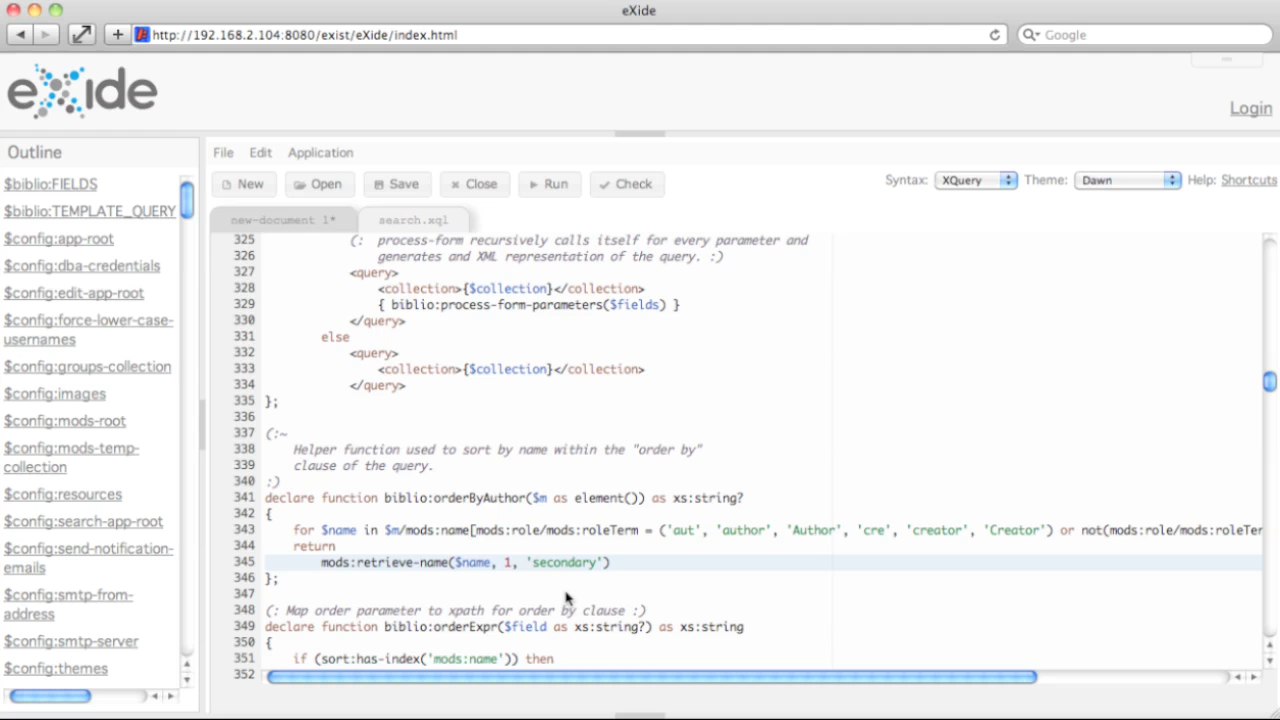 eXide
http://192.168.2.104:8080/exist/eXide/index.html
Google
eXide
Login
Outline
$biblio:FIELDS
$biblio:TEMPLATE_QUERY
$config:app-root
$config:dba-credentials
$config:edit-app-root
$config:force-lower-case-
usernames
$config:groups-collection
$config:images
$config:mods-root
$config:mods-temp-
collection
$config:resources
$config:search-app-root
$config:send-notification-
emails
$config:smtp-from-
address
$config:smtp-server
$config:themes
File Edit Application
New Open Save Close Run Check
Syntax: XQuery Theme: Dawn Help: Shortcuts
new-document 1* search.xql
325 (: process-form recursively calls itself for every parameter and
326 generates and XML representation of the query. :)
327 <query>
328 <collection>{$collection}</collection>
329 { biblio:process-form-parameters($fields) }
330 </query>
331 else
332 <query>
333 <collection>{$collection}</collection>
334 </query>
335 };
336
337 (:~
338 Helper function used to sort by name within the "order by"
339 clause of the query.
340 :)
341 declare function biblio:orderByAuthor($m as element()) as xs:string?
342 {
343 for $name in $m/mods:name[mods:role/mods:roleTerm = ('aut', 'author', 'Author', 'cre', 'creator', 'Creator') or not(mods:role/mods:roleTer
344 return
345 mods:retrieve-name($name, 1, 'secondary')
346 };
347
348 (: Map order parameter to xpath for order by clause :)
349 declare function biblio:orderExpr($field as xs:string?) as xs:string
350 {
351 if (sort:has-index('mods:name')) then
352